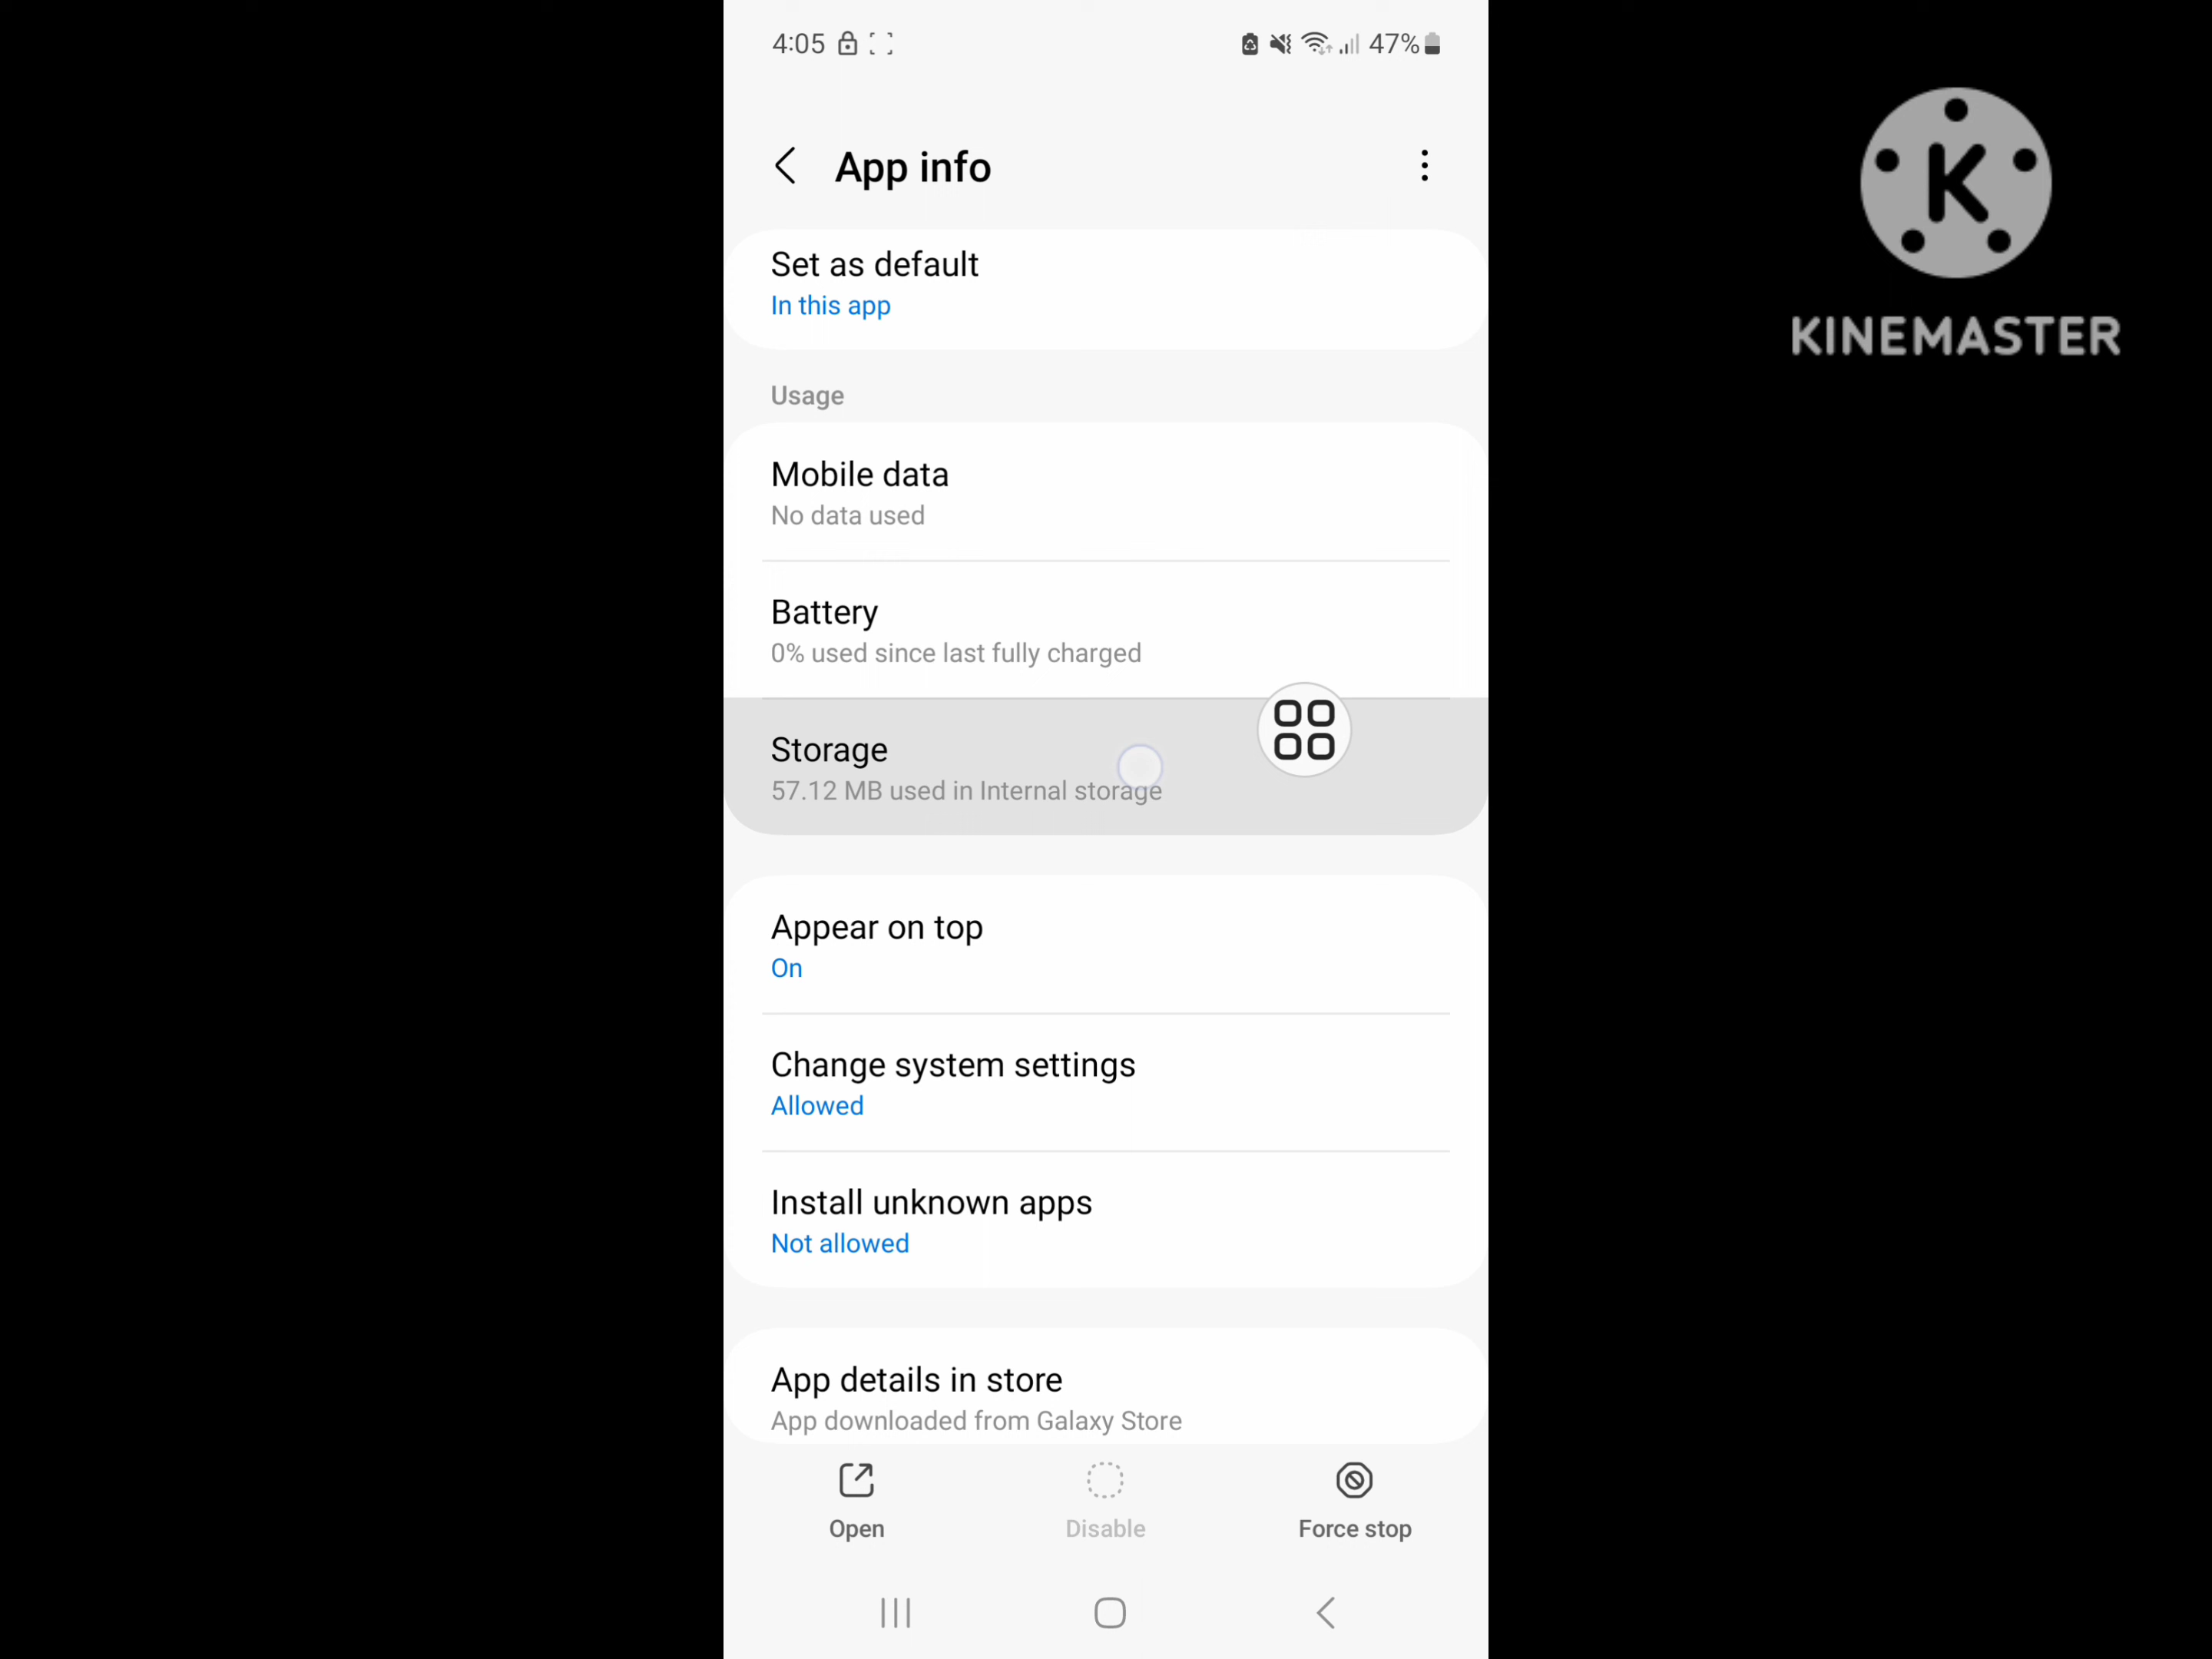 4:05
47%
App info
Set as default
In this app
Usage
Mobile data
No data used
Battery
0% used since last fully charged
Storage
57.12 MB used in Internal storage
Appear on top
On
Change system settings
Allowed
Install unknown apps
Not allowed
App details in store
App downloaded from Galaxy Store
Open
Disable
Force stop
K
KINEMASTER